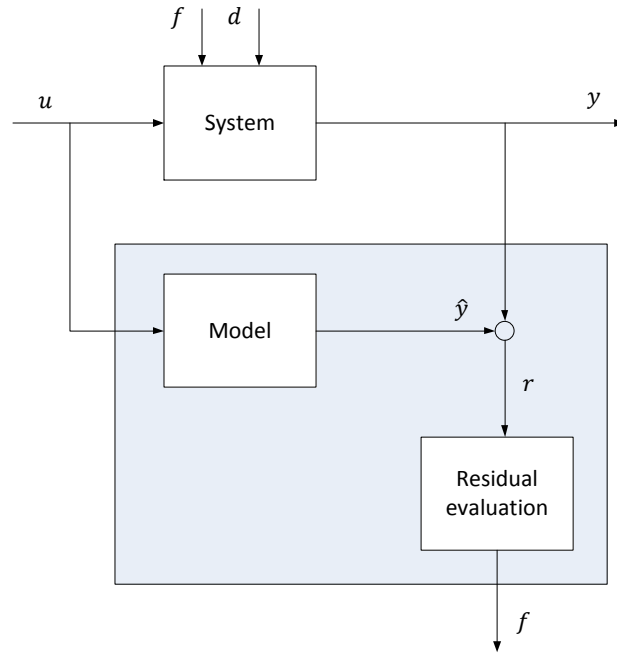 f
d
u
y
System
Model
ŷ
r
Residual
evaluation
f